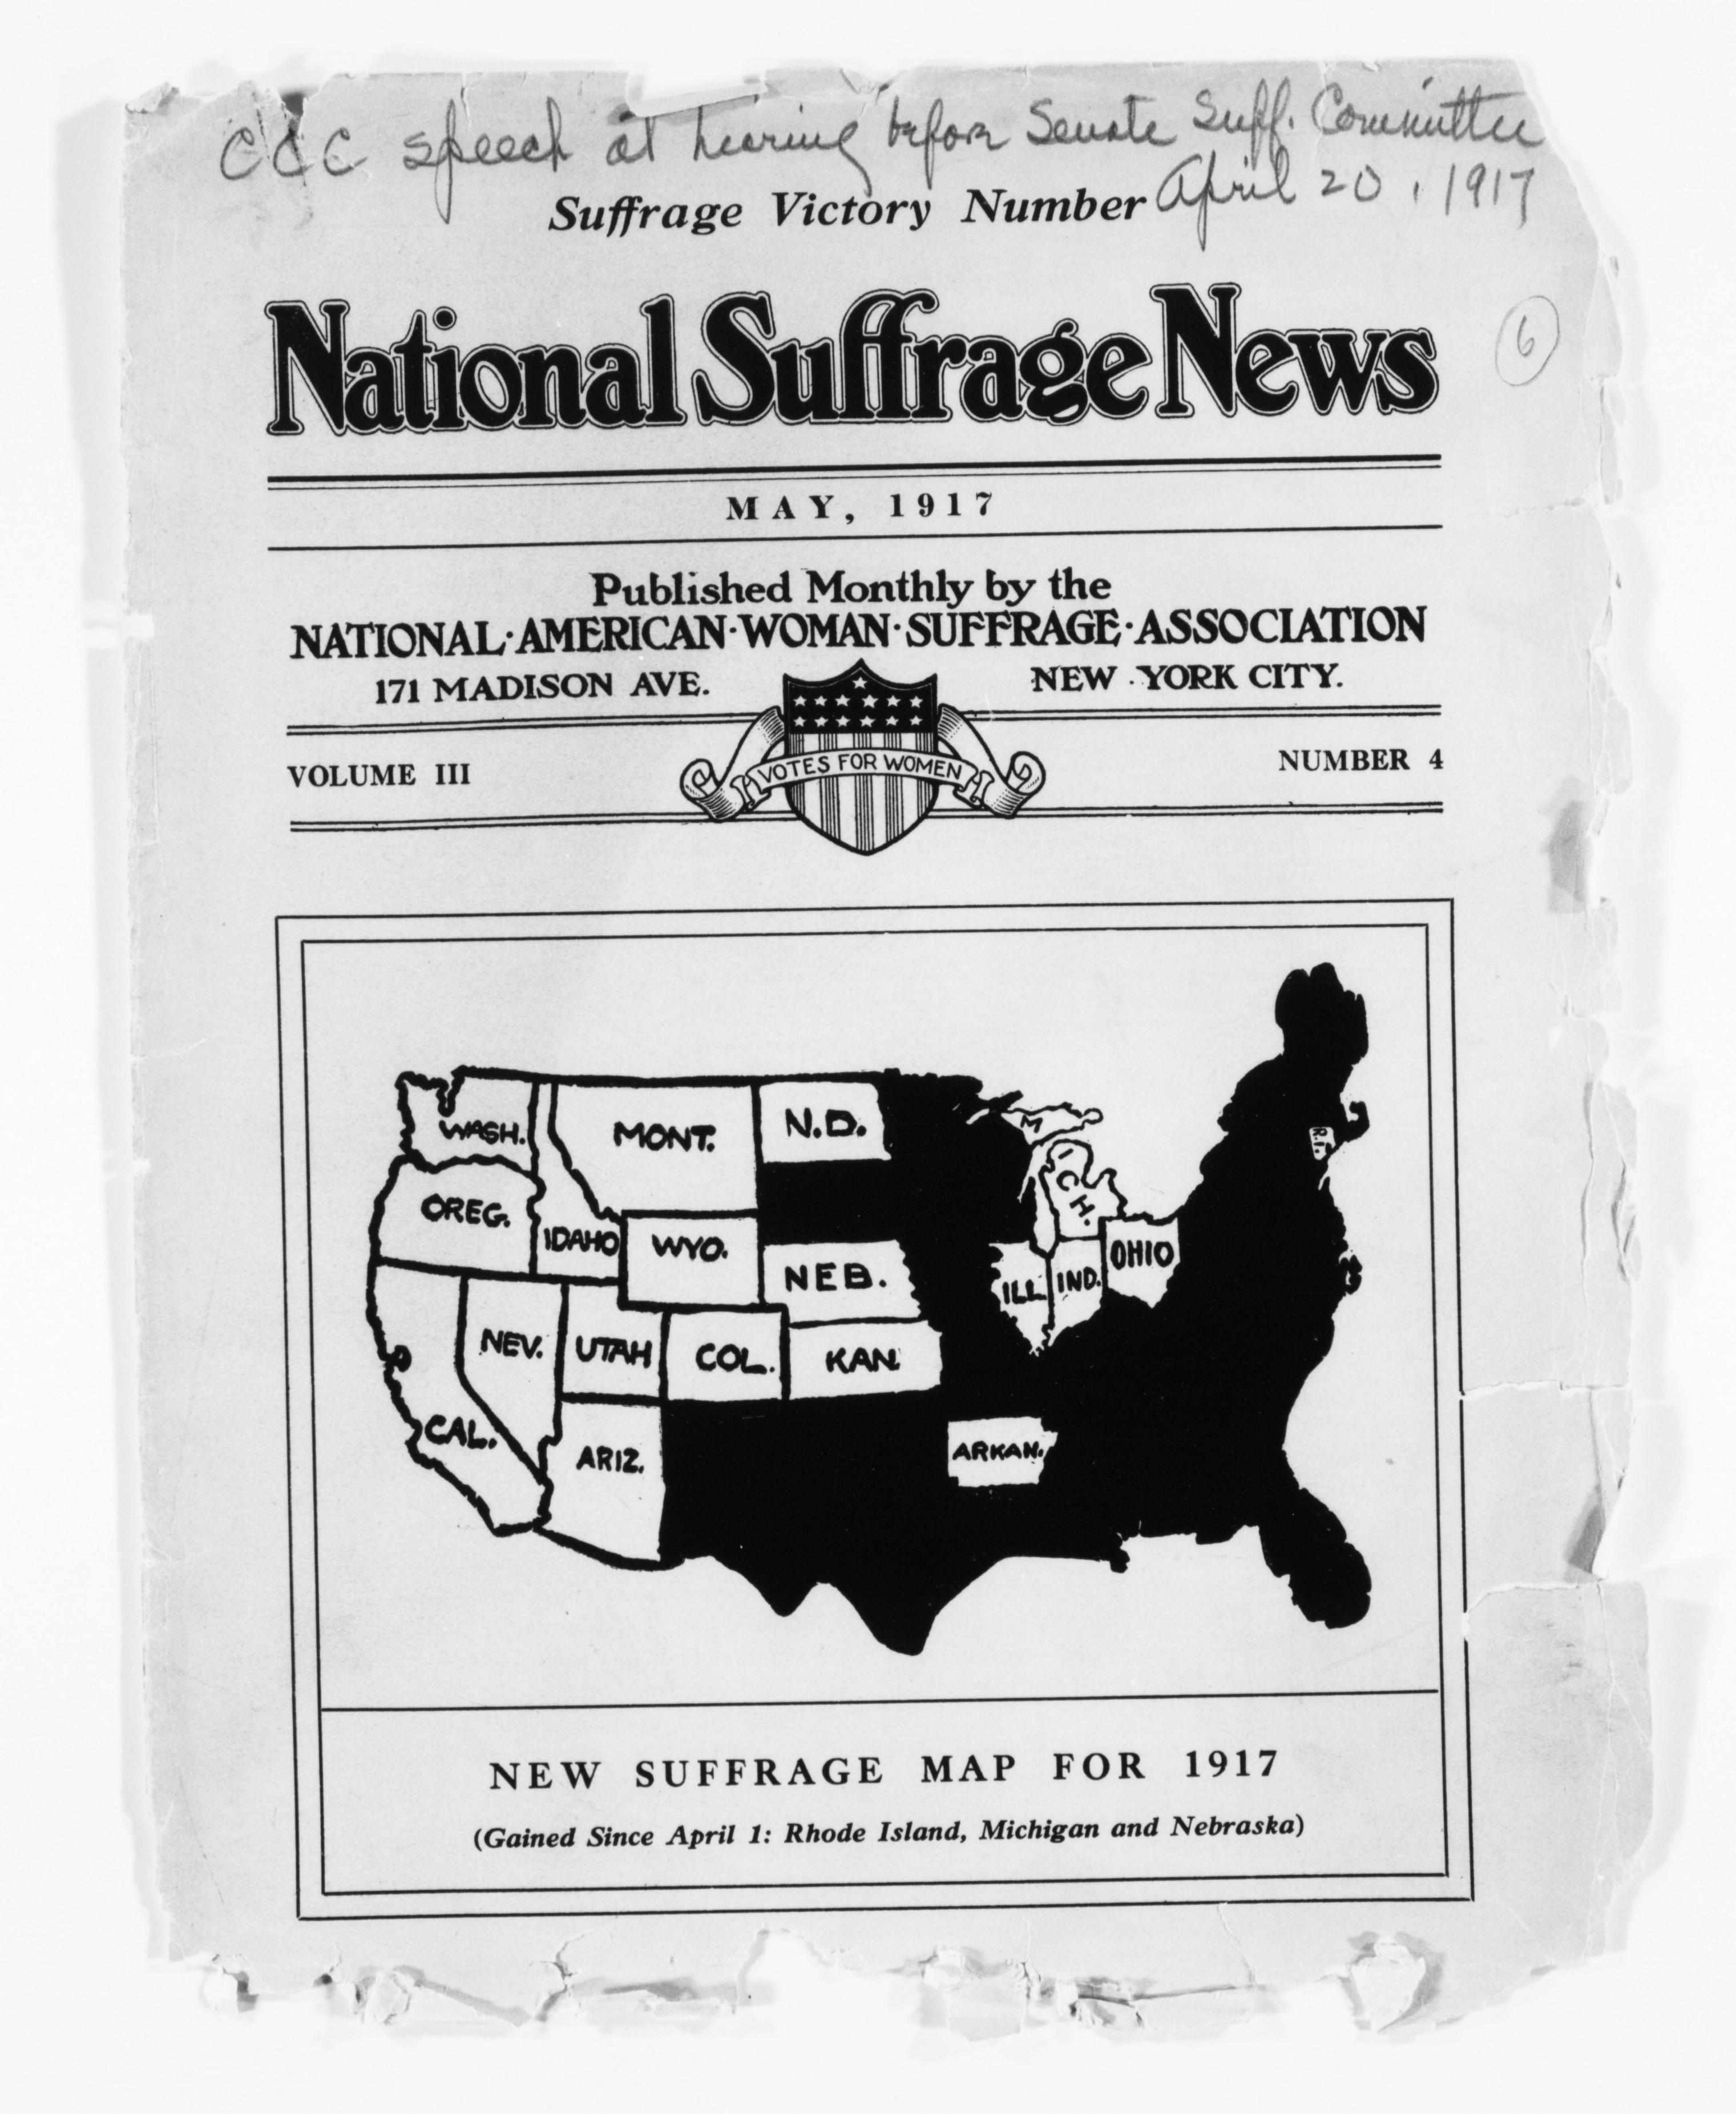 CCC speech at hearing before Senate Suff. Committee
April 20, 1917
Suffrage Victory Number
6
National Suffrage News
MAY, 1917
Published Monthly by the
NATIONAL·AMERICAN·WOMAN·SUFFRAGE·ASSOCIATION
171 MADISON AVE. NEW YORK CITY.
VOLUME III
VOTES FOR WOMEN
NUMBER 4
WASH.
MONT.
N.D.
MICH.
R.I.
OREG.
IDAHO
WYO.
NEB.
ILL.
IND.
OHIO
NEV.
UTAH
COL.
KAN.
CAL.
ARIZ.
ARKAN.
NEW SUFFRAGE MAP FOR 1917
(Gained Since April 1: Rhode Island, Michigan and Nebraska)